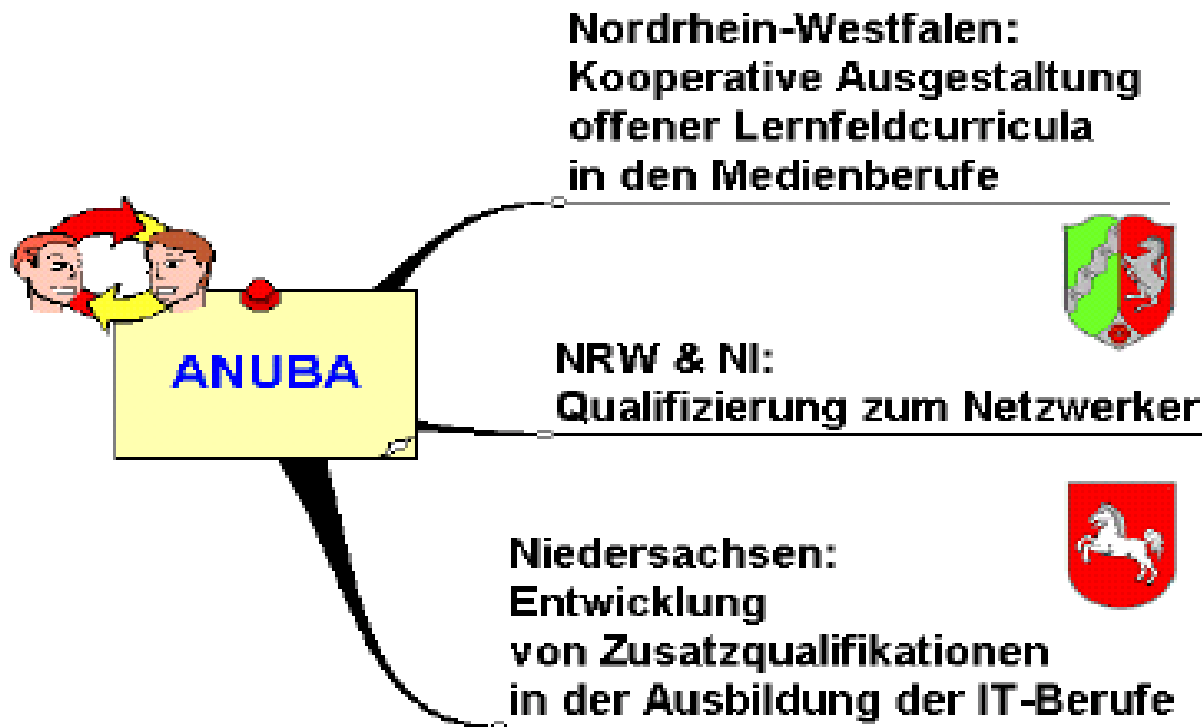 Nordrhein-Westfalen:
Kooperative Ausgestaltung
offener Lernfeldcurricula
in den Medienberufe
ANUBA
NRW & NI:
Qualifizierung zum Netzwerker
Niedersachsen:
Entwicklung
von Zusatzqualifikationen
in der Ausbildung der IT-Berufe